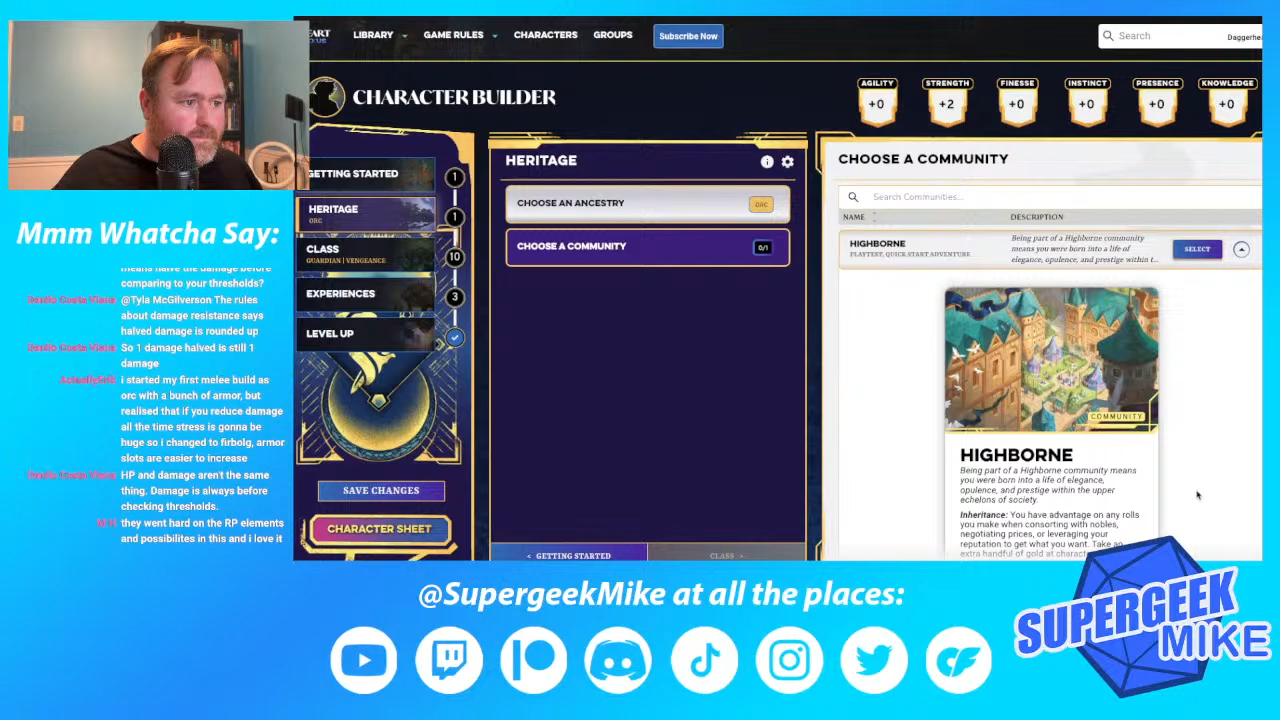 LIBRARY
GAME RULES
CHARACTERS
GROUPS
Subscribe Now
Search
CHARACTER BUILDER
AGILITY
+0
STRENGTH
+2
FINESSE
+0
INSTINCT
+0
PRESENCE
+0
KNOWLEDGE
+0
GETTING STARTED
1
HERITAGE
ORC
1
CLASS
GUARDIAN | VENGEANCE
10
EXPERIENCES
3
LEVEL UP
SAVE CHANGES
CHARACTER SHEET
HERITAGE
CHOOSE AN ANCESTRY
ORC
CHOOSE A COMMUNITY
0/1
< GETTING STARTED
CLASS >
CHOOSE A COMMUNITY
Search Communities...
NAME
DESCRIPTION
HIGHBORNE
PLAYTEST, QUICK START ADVENTURE
Being part of a Highborne community
means you were born into a life of
elegance, opulence, and prestige within t...
SELECT
COMMUNITY
HIGHBORNE
Being part of a Highborne community means
you were born into a life of elegance,
opulence, and prestige within the upper
echelons of society.
Inheritance: You have advantage on any rolls
you make when consorting with nobles,
negotiating prices, or leveraging your
reputation to get what you want. Take an
extra handful of gold at
Mmm Whatcha Say:
means halve the damage before
comparing to your thresholds?
@Tyla McGilverson The rules
about damage resistance says
halved damage is rounded up
So 1 damage halved is still 1
damage
i started my first melee build as
orc with a bunch of armor, but
realised that if you reduce damage
all the time stress is gonna be
huge so i changed to firbolg, armor
slots are easier to increase
HP and damage aren't the same
thing. Damage is always before
checking thresholds.
M H they went hard on the RP elements
and possibilites in this and i love it
@SupergeekMike at all the places:
SUPERGEEK
MIKE